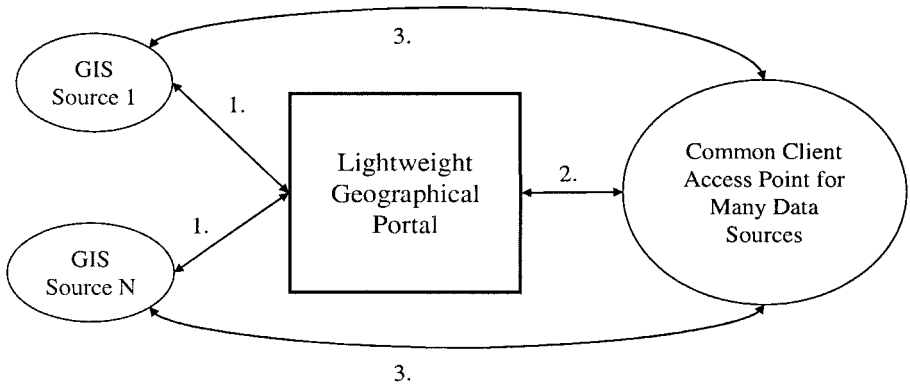 3.
GIS
Source 1
1.
Lightweight
Geographical
Portal
2.
Common Client
Access Point for
Many Data
Sources
1.
GIS
Source N
3.